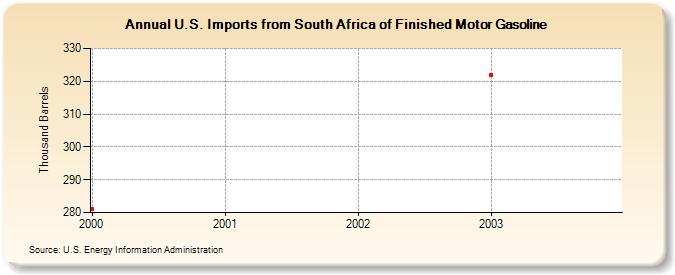 Annual U.S. Imports from South Africa of Finished Motor Gasoline
Thousand Barrels
330
320
310
300
290
280
2000 2001 2002 2003
Source: U.S. Energy Information Administration